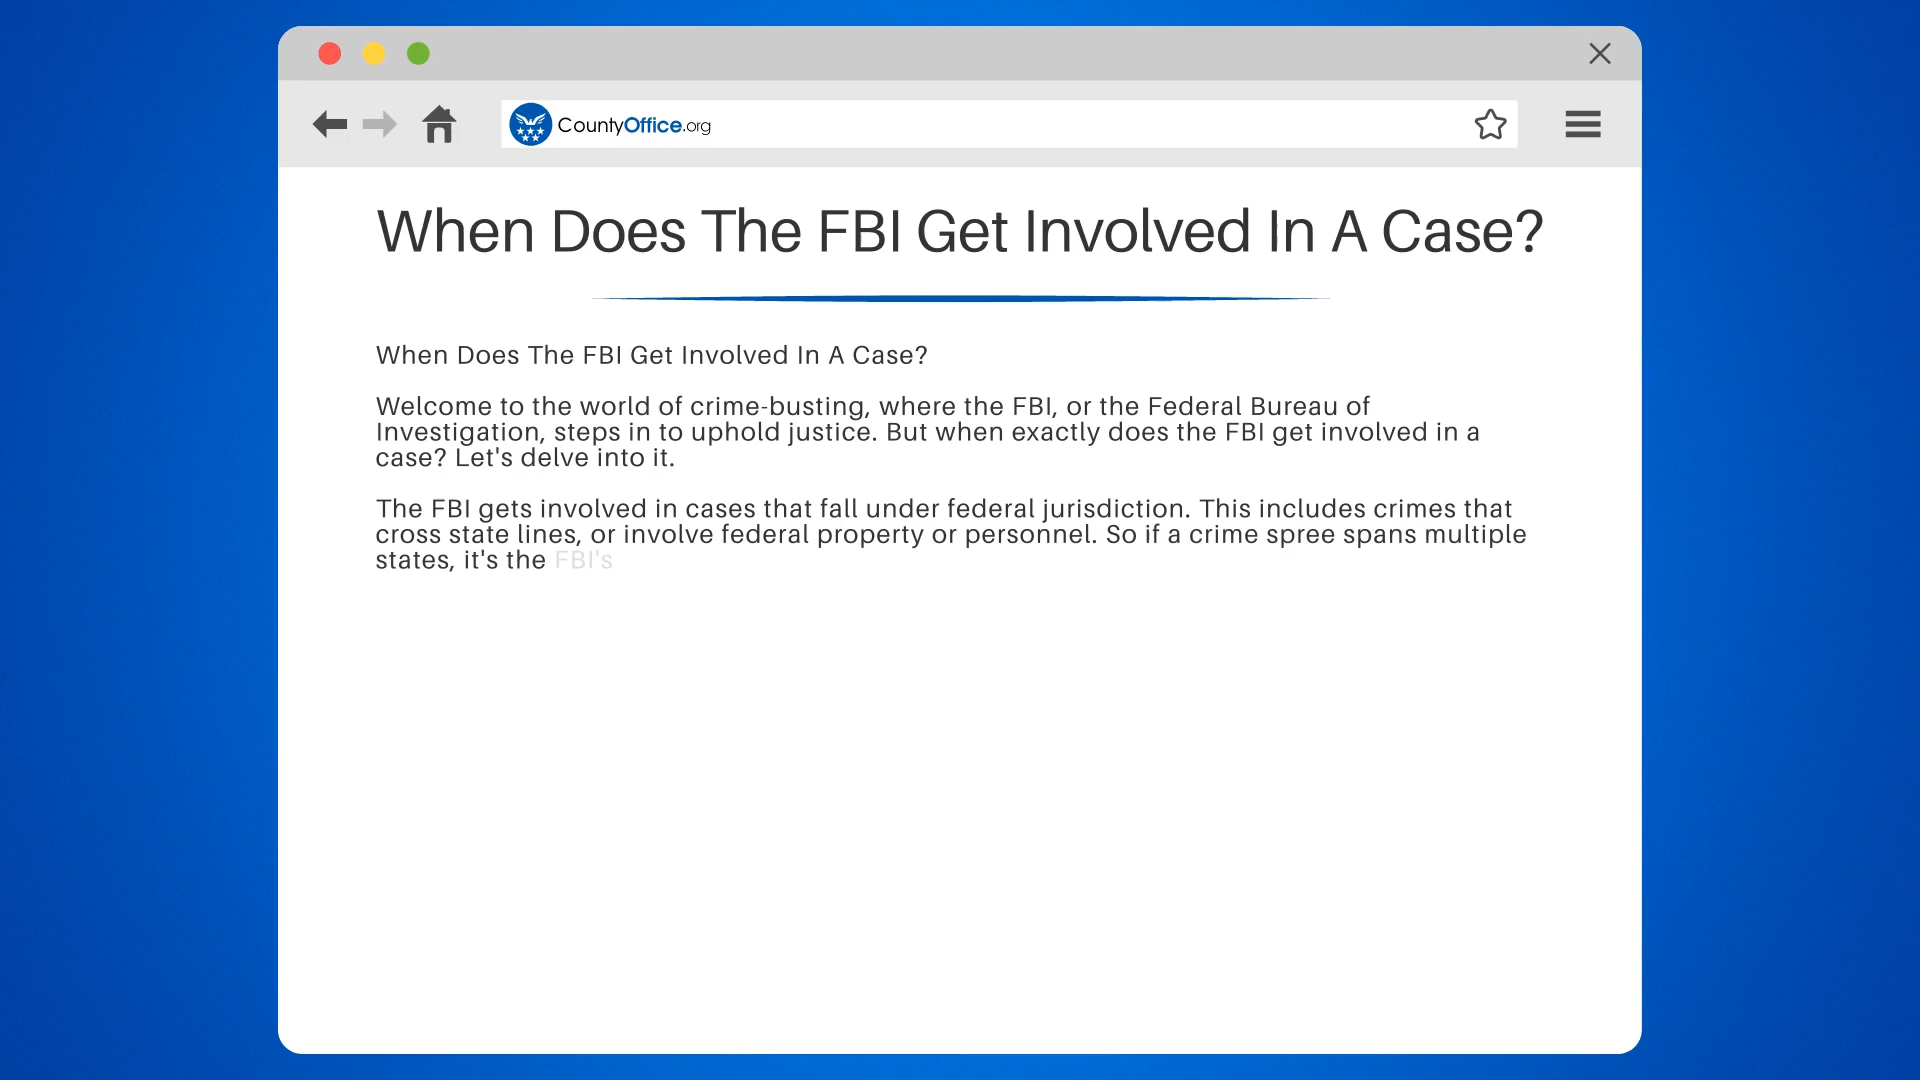 CountyOffice.org
When Does The FBI Get Involved In A Case?
When Does The FBI Get Involved In A Case?
Welcome to the world of crime-busting, where the FBI, or the Federal Bureau of
Investigation, steps in to uphold justice. But when exactly does the FBI get involved in a
case? Let's delve into it.
The FBI gets involved in cases that fall under federal jurisdiction. This includes crimes that
cross state lines, or involve federal property or personnel. So if a crime spree spans multiple
states, it's the FBI's